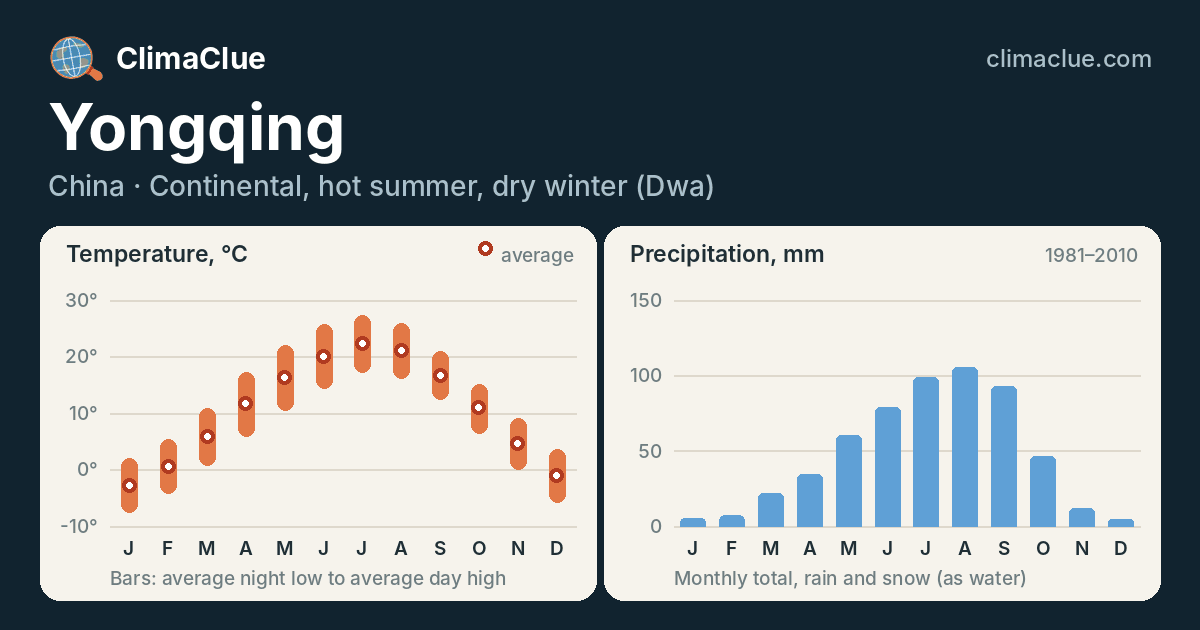 ClimaClue
climaclue.com
Yongqing
China · Continental, hot summer, dry winter (Dwa)
Temperature, °C
average
30°
20°
10°
0°
-10°
J F M A M J J A S O N D
Bars: average night low to average day high
Precipitation, mm
1981–2010
150
100
50
0
J F M A M J J A S O N D
Monthly total, rain and snow (as water)